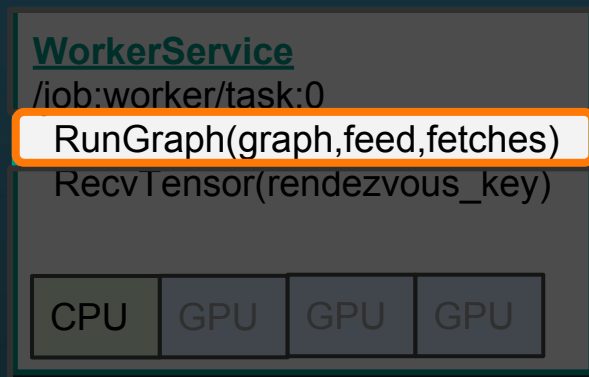 WorkerService
/job:worker/task:0
RunGraph(graph,feed,fetches)
RecvTensor(rendezvous_key)
CPU GPU GPU GPU